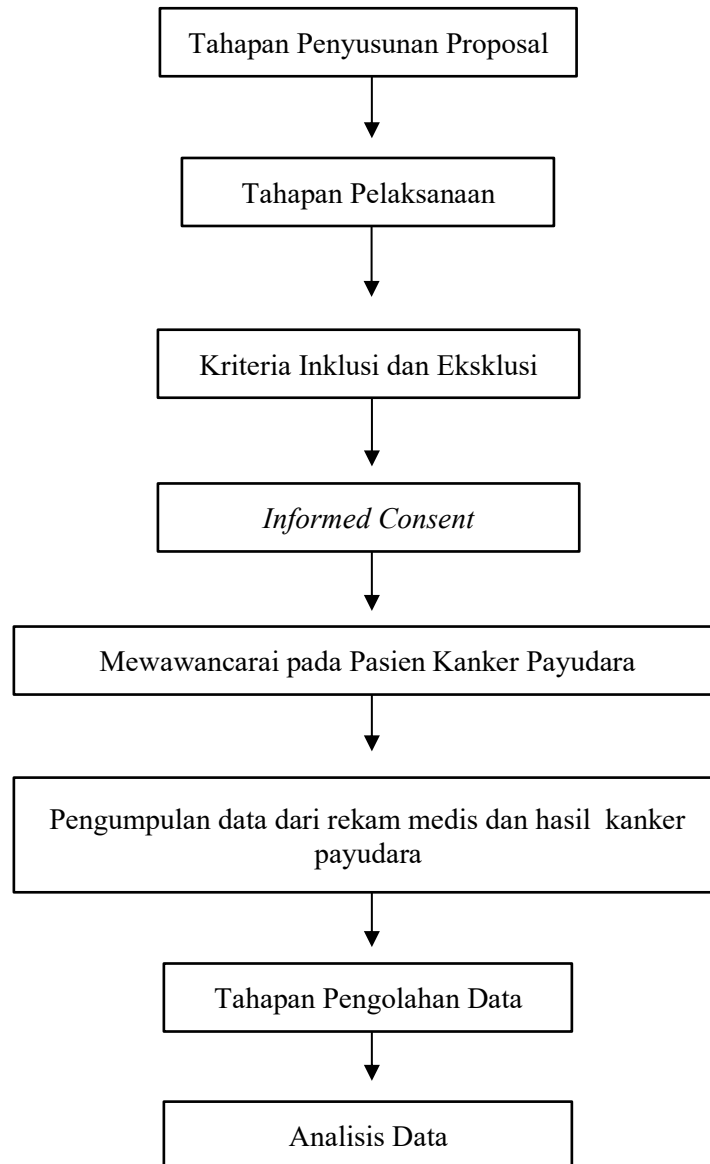 Tahapan Penyusunan Proposal
Tahapan Pelaksanaan
Kriteria Inklusi dan Eksklusi
Informed Consent
Mewawancarai pada Pasien Kanker Payudara
Pengumpulan data dari rekam medis dan hasil  kanker
payudara
Tahapan Pengolahan Data
Analisis Data